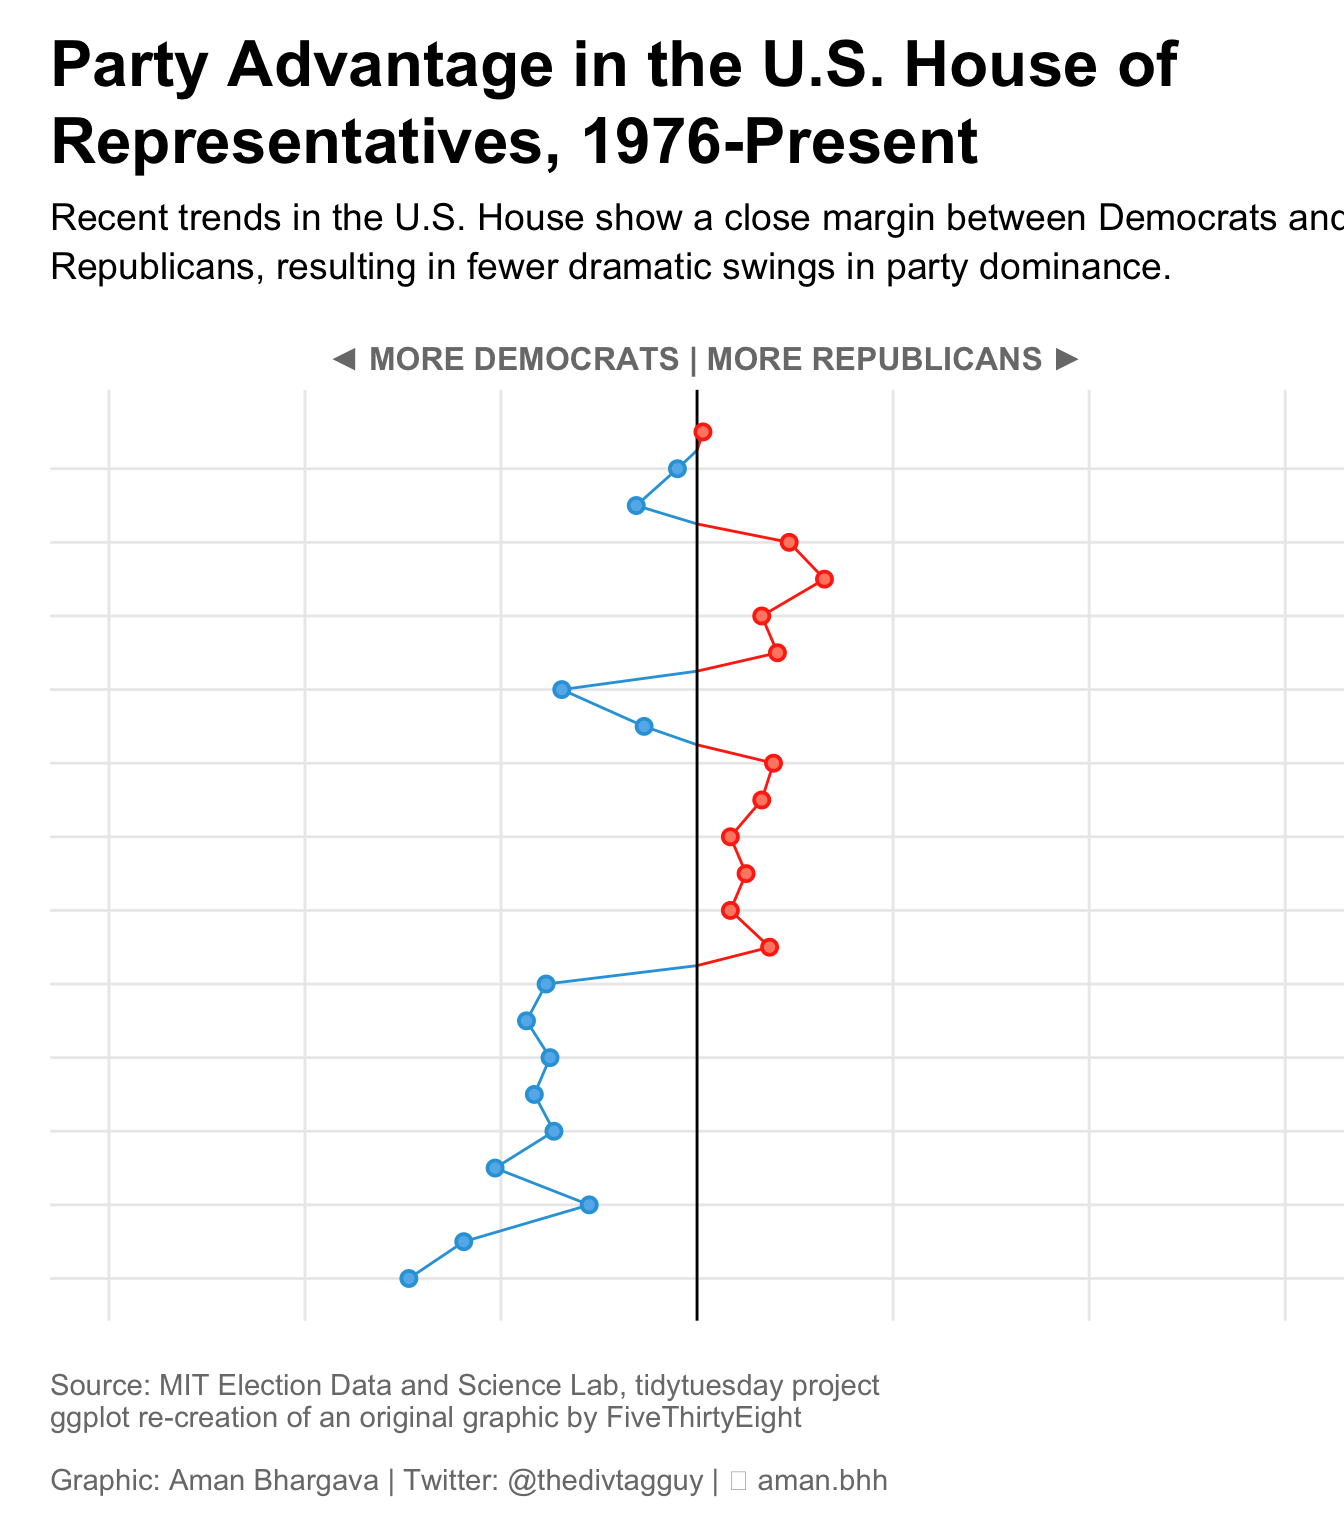 Party Advantage in the U.S. House of
Representatives, 1976-Present
Recent trends in the U.S. House show a close margin between Democrats and
Republicans, resulting in fewer dramatic swings in party dominance.
◀ MORE DEMOCRATS | MORE REPUBLICANS ▶
Source: MIT Election Data and Science Lab, tidytuesday project
ggplot re-creation of an original graphic by FiveThirtyEight
Graphic: Aman Bhargava | Twitter: @thedivtagguy | aman.bhh